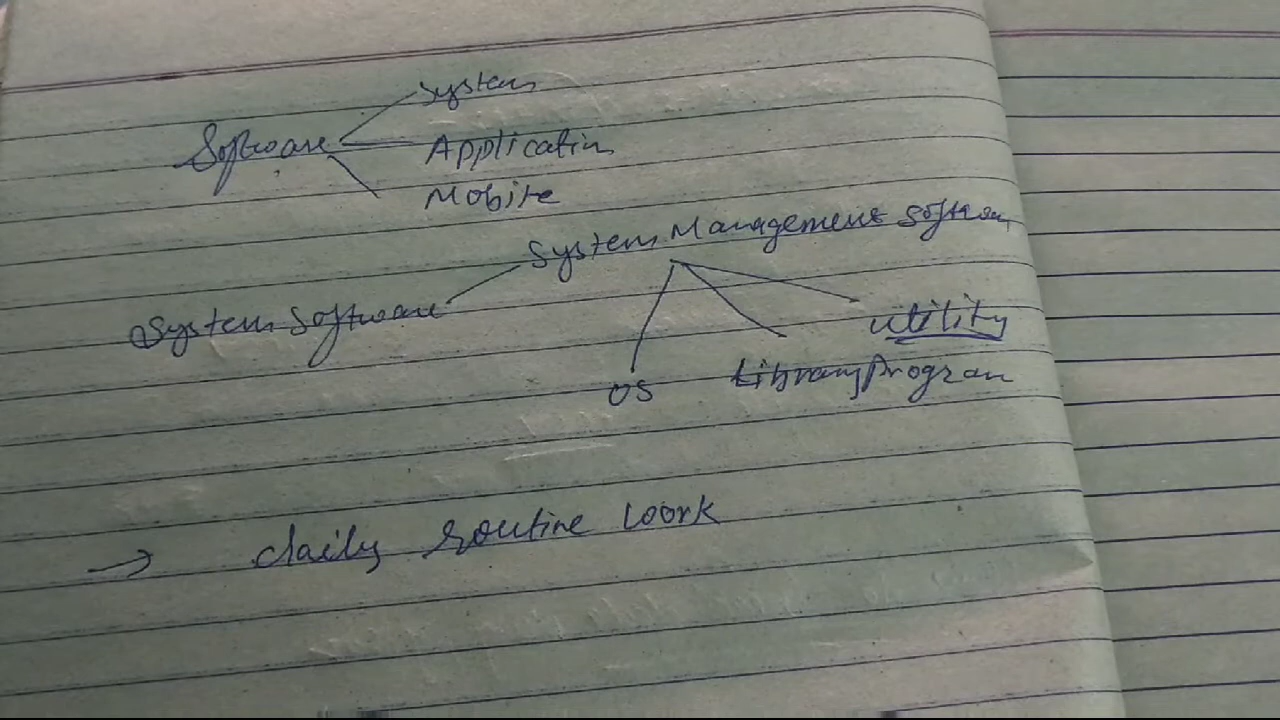 System
Software
Application
Mobile
System Management Software
System Software
utility
OS
Library Program
→ daily routine work